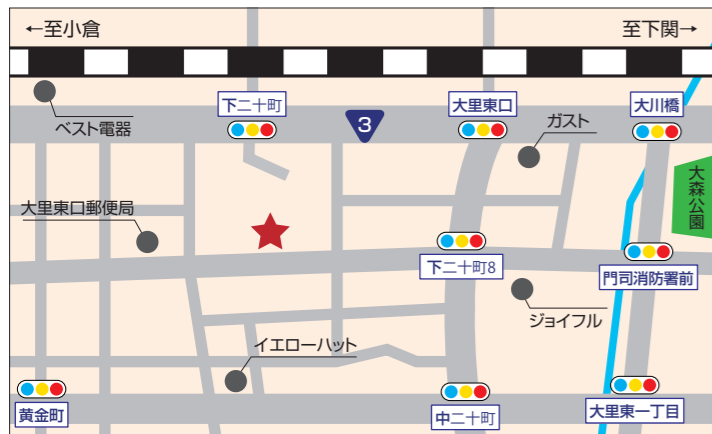 ←至小倉
至下関→
ベスト電器
下二十町
3
大里東口
ガスト
大川橋
大森公園
大里東口郵便局
下二十町8
門司消防署前
ジョイフル
イエローハット
黄金町
中二十町
大里東一丁目